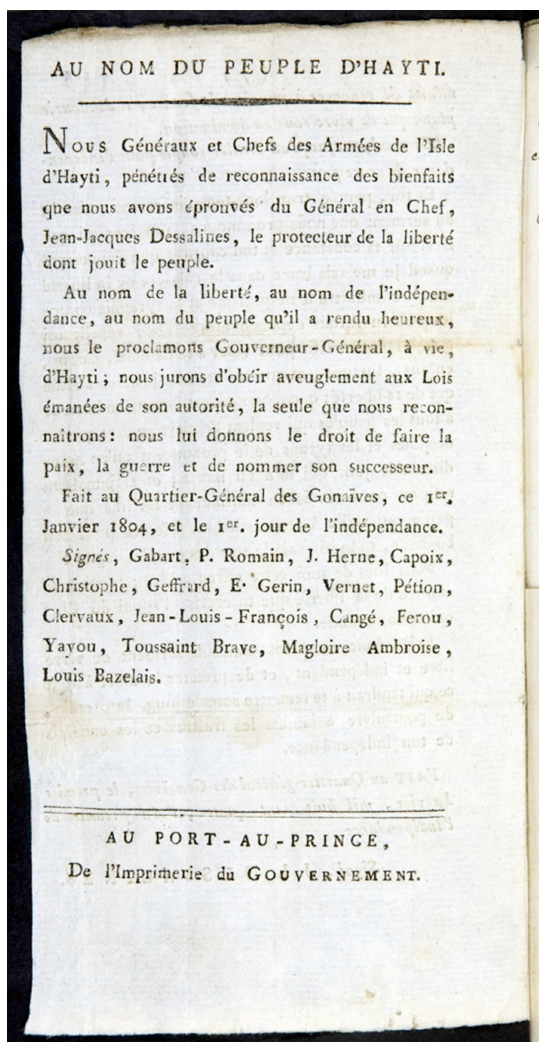 AU NOM DU PEUPLE D'HAYTI.
Nous Généraux et Chefs des Armées de l'Isle
d'Hayti, pénétrés de reconnaissance des bienfaits
que nous avons éprouvés du Général en Chef,
Jean-Jacques Dessalines, le protecteur de la liberté
dont jouit le peuple.
Au nom de la liberté, au nom de l'indépen-
dance, au nom du peuple qu'il a rendu heureux,
nous le proclamons Gouverneur-Général, à vie,
d'Hayti; nous jurons d'obéir aveuglement aux Lois
émanées de son autorité, la seule que nous recon-
naîtrons: nous lui donnons le droit de faire la
paix, la guerre et de nommer son successeur.
Fait au Quartier-Général des Gonaïves, ce 1er.
Janvier 1804, et le 1er. jour de l'indépendance.
Signés, Gabart, P. Romain, J. Herne, Capoix,
Christophe, Geffrard, E. Gerin, Vernet, Pétion,
Clervaux, Jean-Louis-François, Cangé, Ferou,
Yayou, Toussaint Brave, Magloire Ambroise,
Louis Bazelais.
AU PORT-AU-PRINCE,
De l'Imprimerie du GOUVERNEMENT.